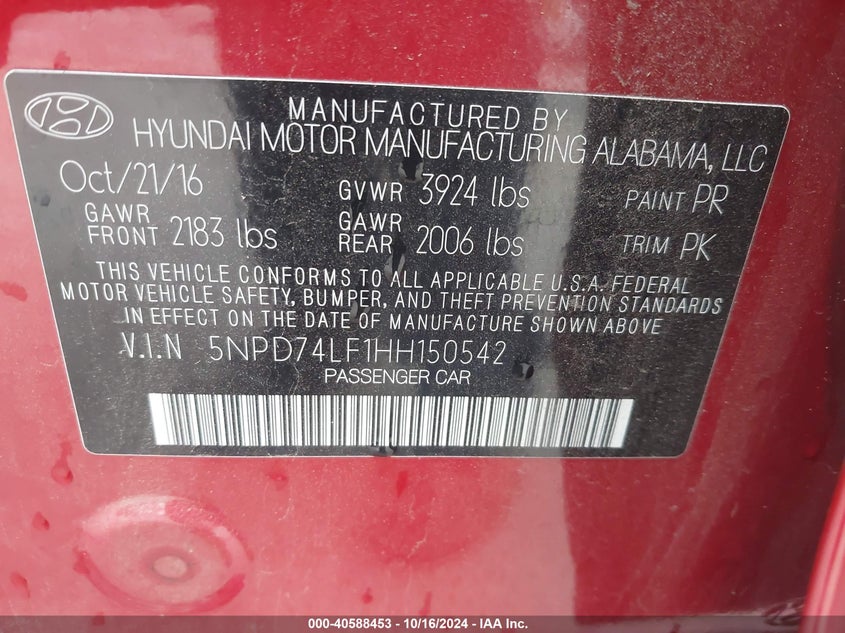 MANUFACTURED BY
HYUNDAI MOTOR MANUFACTURING ALABAMA, LLC
Oct/21/16 GVWR 3924 lbs PAINT PR
GAWR FRONT 2183 lbs GAWR REAR 2006 lbs TRIM PK
THIS VEHICLE CONFORMS TO ALL APPLICABLE U.S.A. FEDERAL
MOTOR VEHICLE SAFETY, BUMPER, AND THEFT PREVENTION STANDARDS
IN EFFECT ON THE DATE OF MANUFACTURE SHOWN ABOVE
V.I.N 5NPD74LF1HH150542
PASSENGER CAR
000-40588453 - 10/16/2024 - IAA Inc.